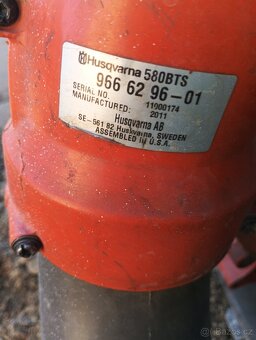 Husqvarna 580BTS
966 62 96-01
SERIAL NO. 11000174
MANUFACTURED: 2011
Husqvarna AB
SE-561 82 Huskvarna, SWEDEN
ASSEMBLED IN U.S.A.